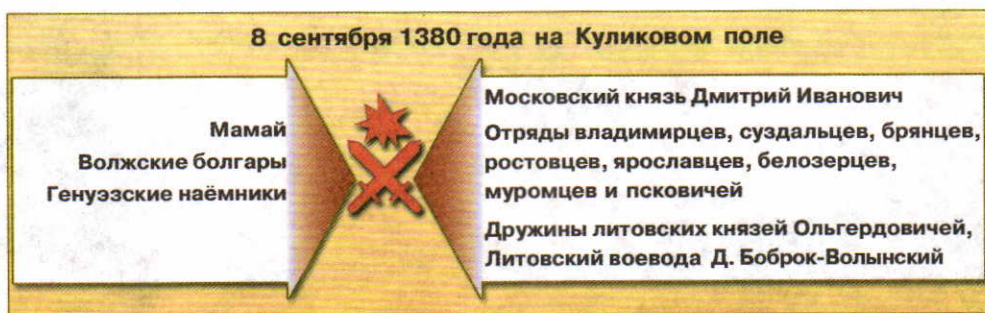 8 сентября 1380 года на Куликовом поле
Мамай
Волжские болгары
Генуэзские наёмники
Московский князь Дмитрий Иванович
Отряды владимирцев, суздальцев, брянцев,
ростовцев, ярославцев, белозерцев,
муромцев и псковичей
Дружины литовских князей Ольгердовичей,
Литовский воевода Д. Боброк-Волынский